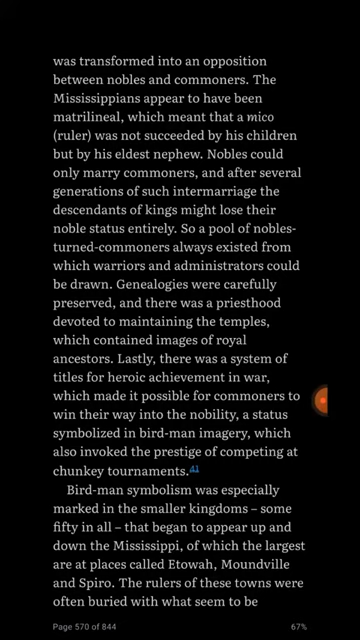 was transformed into an opposition
between nobles and commoners. The
Mississippians appear to have been
matrilineal, which meant that a mico
(ruler) was not succeeded by his children
but by his eldest nephew. Nobles could
only marry commoners, and after several
generations of such intermarriage the
descendants of kings might lose their
noble status entirely. So a pool of nobles-
turned-commoners always existed from
which warriors and administrators could
be drawn. Genealogies were carefully
preserved, and there was a priesthood
devoted to maintaining the temples,
which contained images of royal
ancestors. Lastly, there was a system of
titles for heroic achievement in war,
which made it possible for commoners to
win their way into the nobility, a status
symbolized in bird-man imagery, which
also invoked the prestige of competing at
chunkey tournaments.41
Bird-man symbolism was especially
marked in the smaller kingdoms – some
fifty in all – that began to appear up and
down the Mississippi, of which the largest
are at places called Etowah, Moundville
and Spiro. The rulers of these towns were
often buried with what seem to be
Page 570 of 844 67%